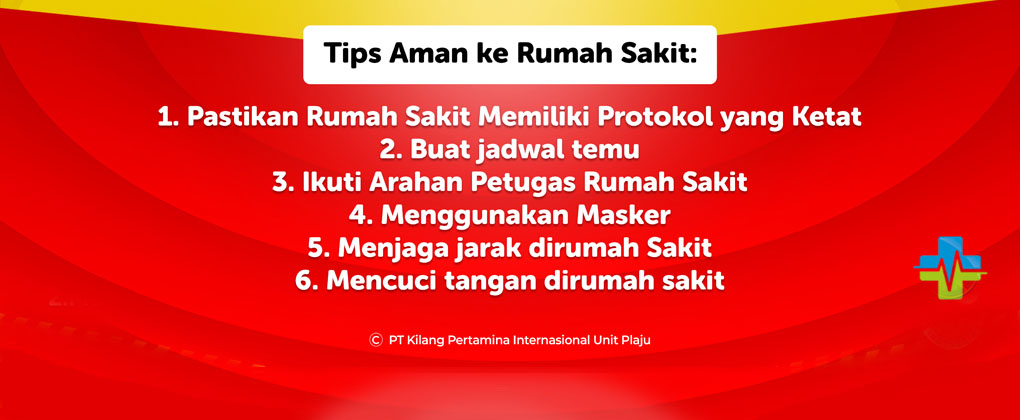 Tips Aman ke Rumah Sakit:
1. Pastikan Rumah Sakit Memiliki Protokol yang Ketat
2. Buat jadwal temu
3. Ikuti Arahan Petugas Rumah Sakit
4. Menggunakan Masker
5. Menjaga jarak dirumah Sakit
6. Mencuci tangan dirumah sakit
© PT Kilang Pertamina Internasional Unit Plaju